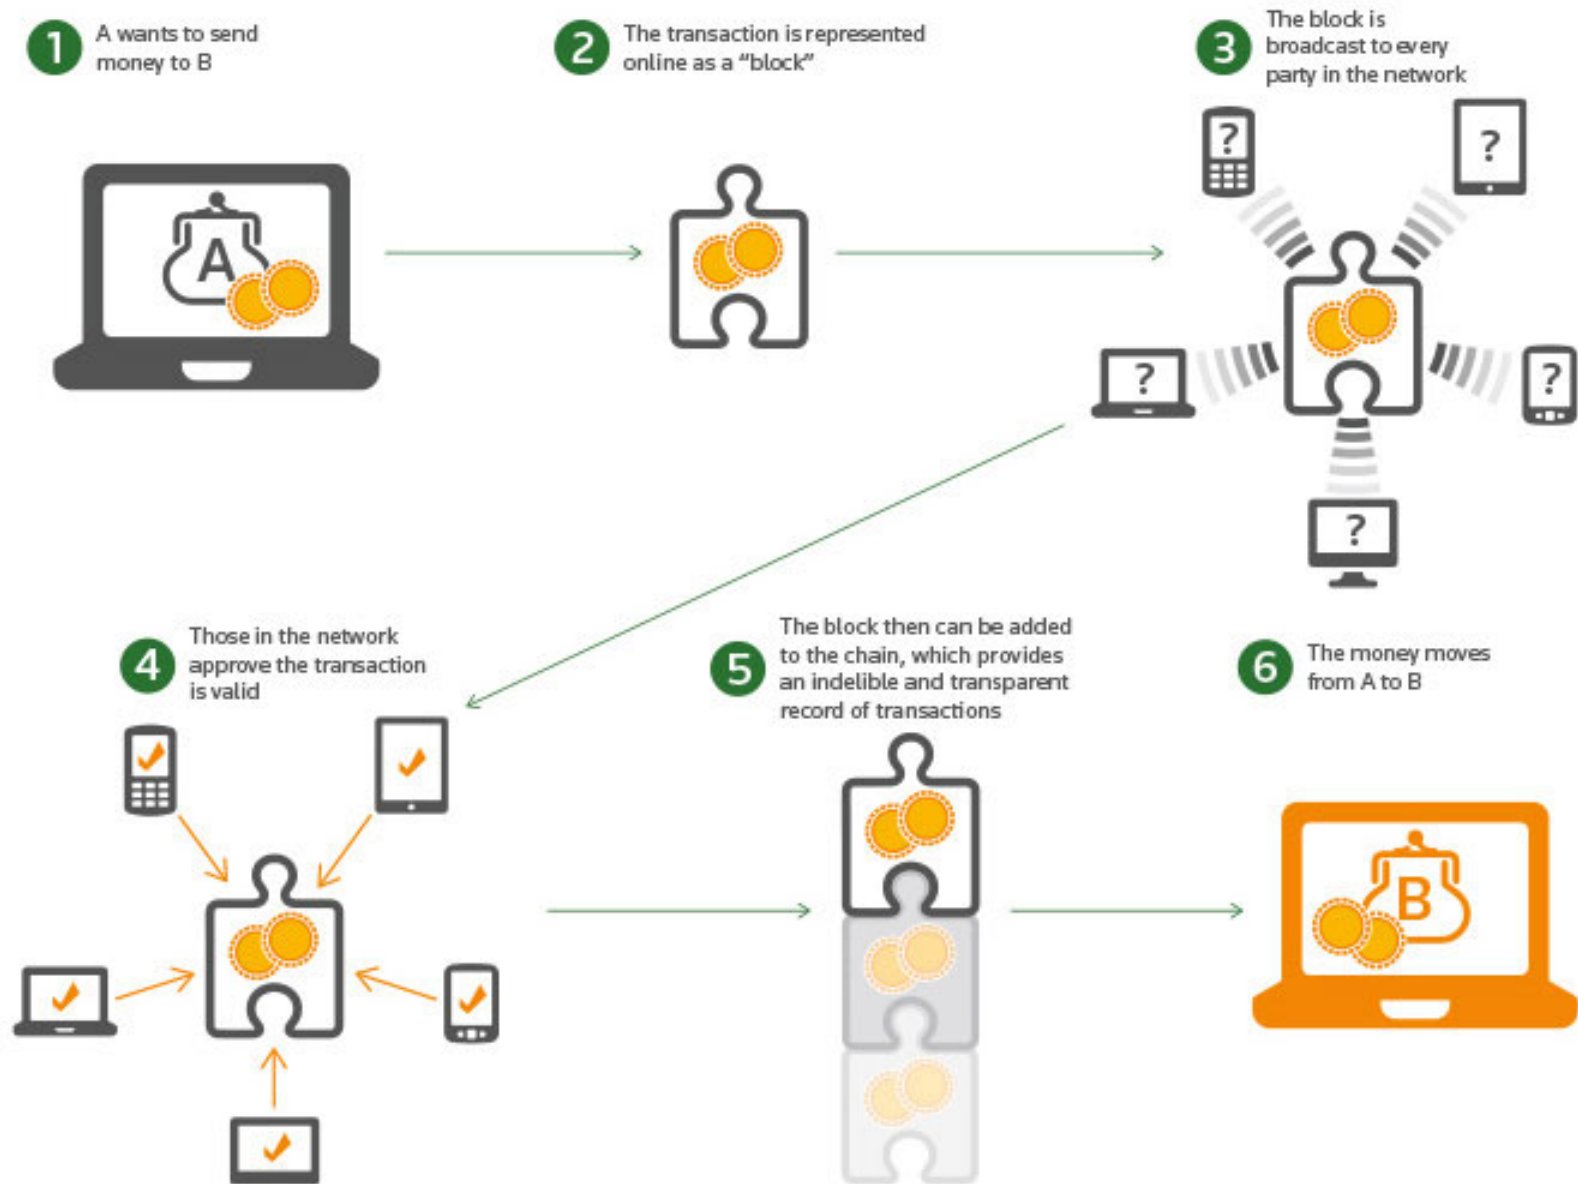 1
A wants to send
money to B
2
The transaction is represented
online as a “block”
3
The block is
broadcast to every
party in the network
?
?
A
?
?
?
4
Those in the network
approve the transaction
is valid
5
The block then can be added
to the chain, which provides
an indelible and transparent
record of transactions
6
The money moves
from A to B
B